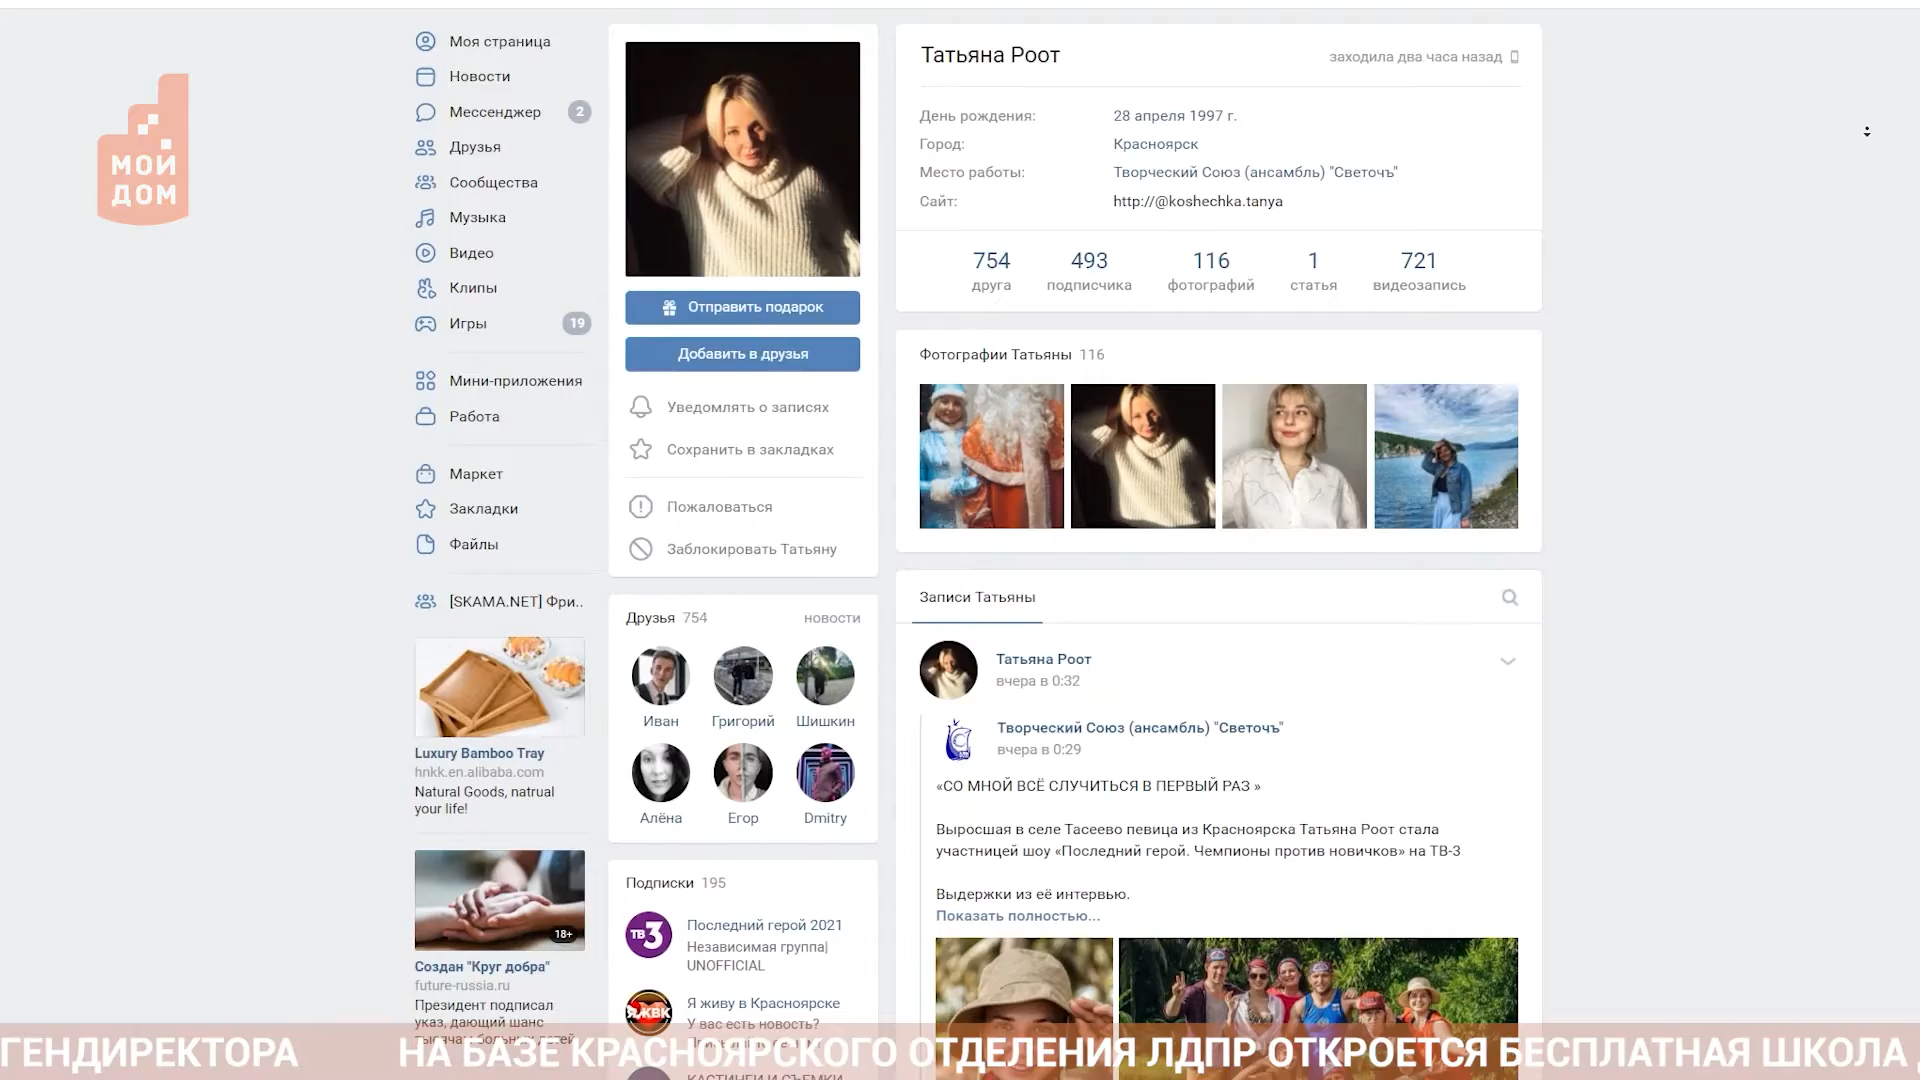 МОЙ
ДОМ
Моя страница
Новости
Мессенджер
2
Друзья
Сообщества
Музыка
Видео
Клипы
Игры
19
Мини-приложения
Работа
Маркет
Закладки
Файлы
[SKAMA.NET] Фри..
Luxury Bamboo Tray
hnkk.en.alibaba.com
Natural Goods, natrual
your life!
18+
Создан "Круг добра"
future-russia.ru
Президент подписал
указ, дающий шанс
тысячам больных детей
Отправить подарок
Добавить в друзья
Уведомлять о записях
Сохранить в закладках
Пожаловаться
Заблокировать Татьяну
Друзья 754
новости
Иван
Григорий
Шишкин
Алёна
Егор
Dmitry
Подписки 195
ТВ3
Последний герой 2021
Независимая группа|
UNOFFICIAL
ЯЖВК
Я живу в Красноярске
У вас есть новость?
КАСТИНГИ И СЪЕМКИ
Татьяна Роот
заходила два часа назад
День рождения:
28 апреля 1997 г.
Город:
Красноярск
Место работы:
Творческий Союз (ансамбль) "Светочъ"
Сайт:
http://@koshechka.tanya
754
друга
493
подписчика
116
фотографий
1
статья
721
видеозапись
Фотографии Татьяны 116
Записи Татьяны
Татьяна Роот
вчера в 0:32
Творческий Союз (ансамбль) "Светочъ"
вчера в 0:29
«СО МНОЙ ВСЁ СЛУЧИТЬСЯ В ПЕРВЫЙ РАЗ »
Выросшая в селе Тасеево певица из Красноярска Татьяна Роот стала
участницей шоу «Последний герой. Чемпионы против новичков» на ТВ-3
Выдержки из её интервью.
Показать полностью...
ГЕНДИРЕКТОРА НА БАЗЕ КРАСНОЯРСКОГО ОТДЕЛЕНИЯ ЛДПР ОТКРОЕТСЯ БЕСПЛАТНАЯ ШКОЛА